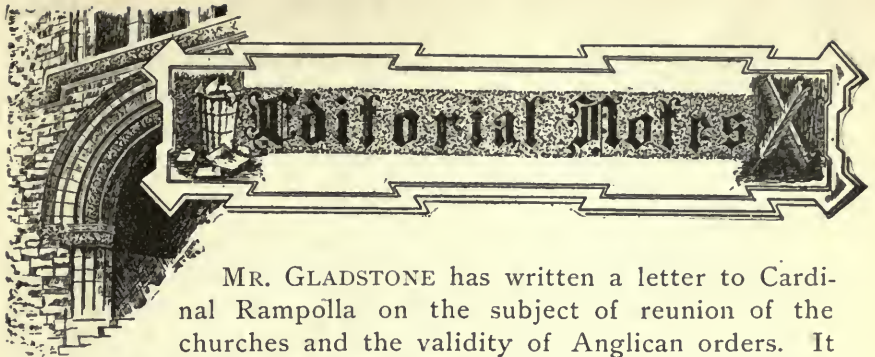 Editorial Notes
MR. GLADSTONE has written a letter to Cardi-
nal Rampolla on the subject of reunion of the
churches and the validity of Anglican orders. It